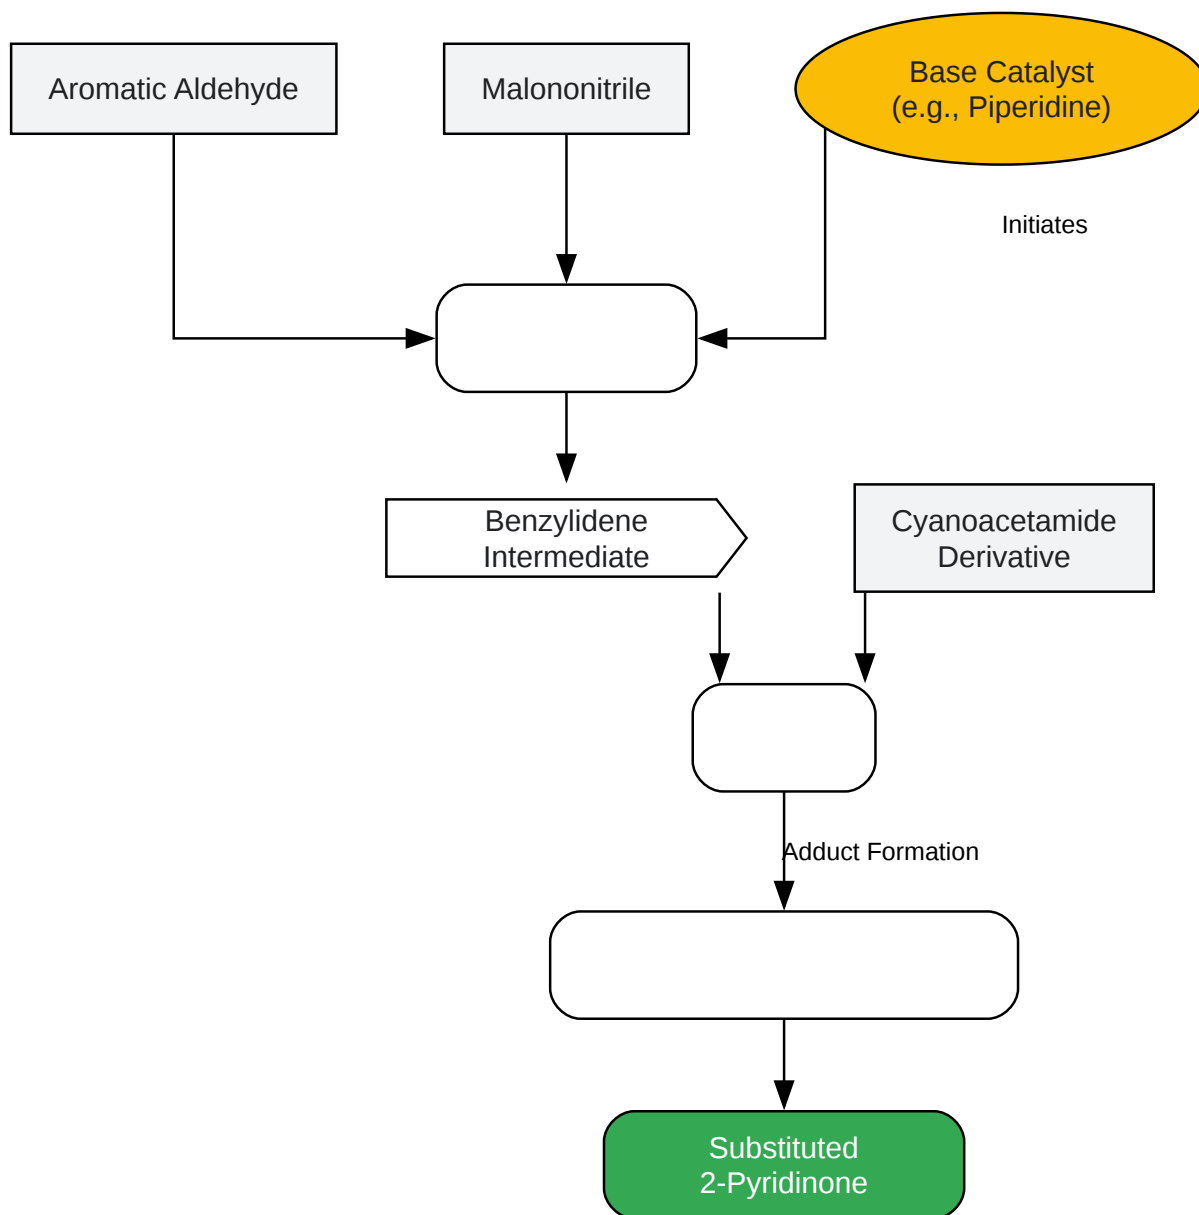 Aromatic Aldehyde
Malononitrile
Base Catalyst
(e.g., Piperidine)
Initiates
Benzylidene
Intermediate
Cyanoacetamide
Derivative
Adduct Formation
Substituted
2-Pyridinone